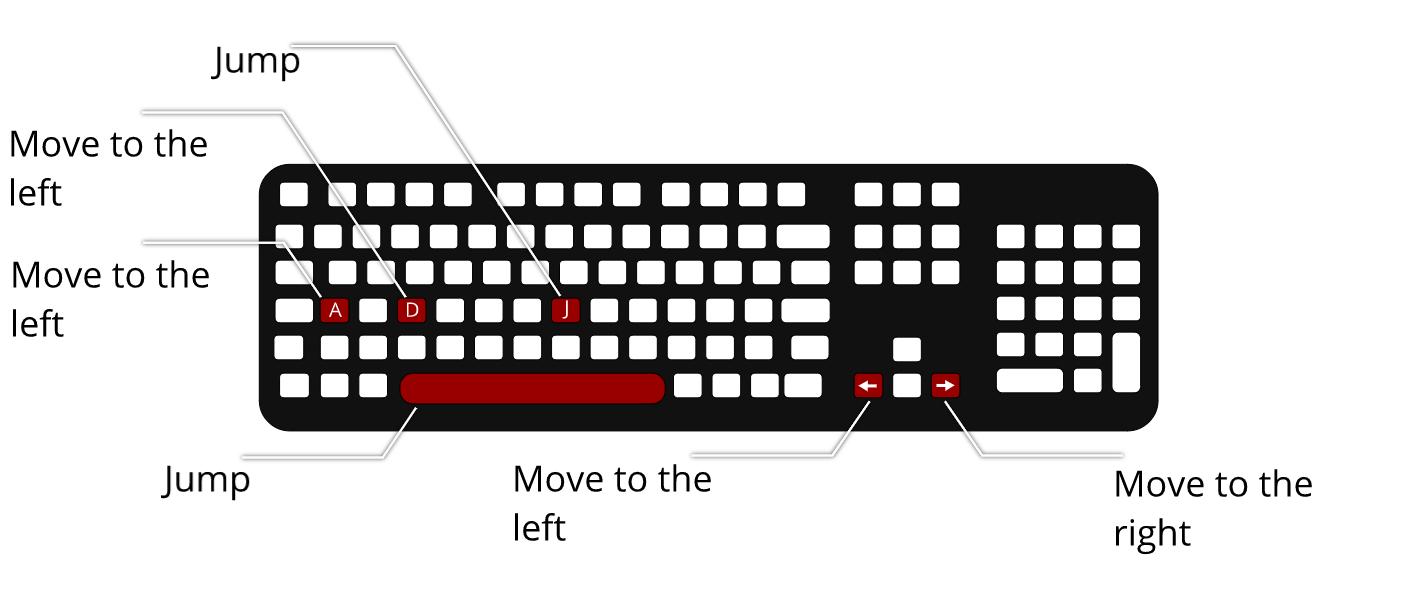 Jump
Move to the
left
Move to the
left
A
D
J
Jump
Move to the
left
Move to the
right